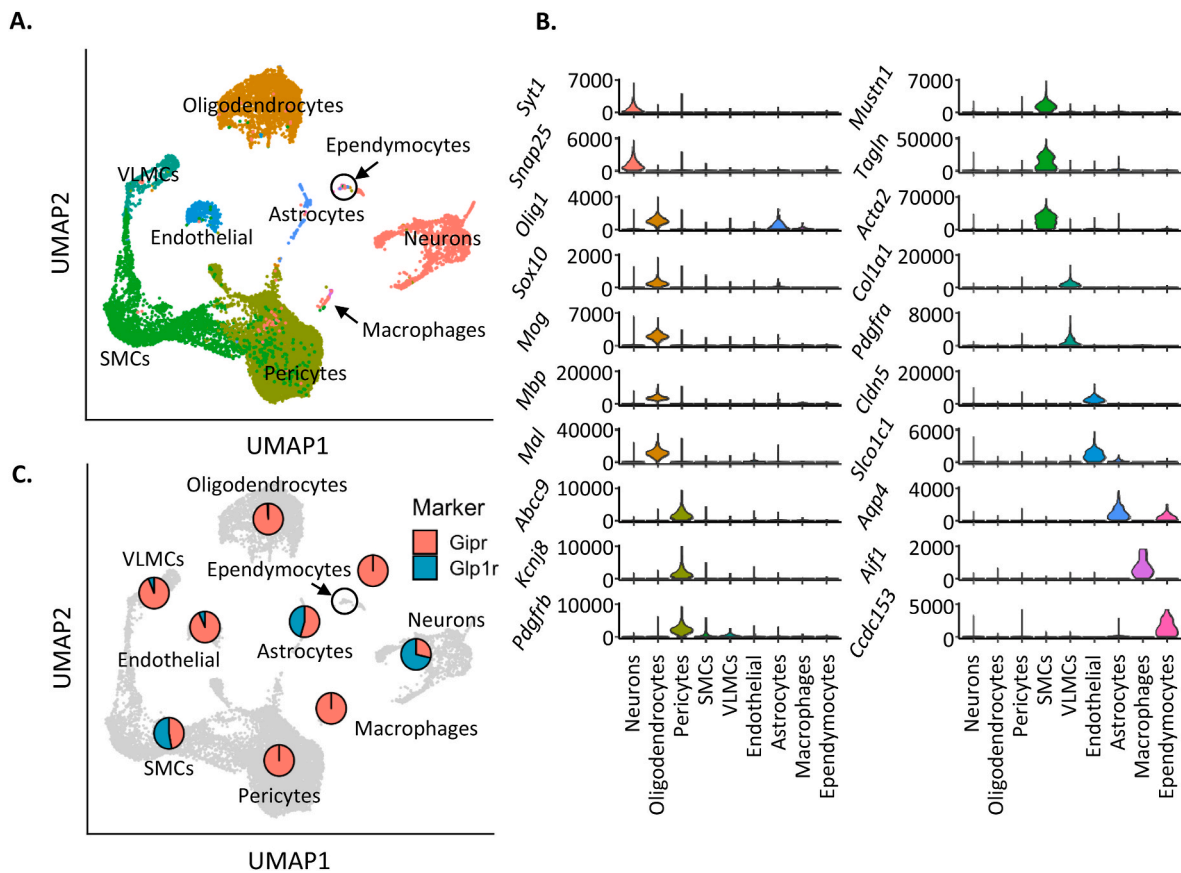 A.
Oligodendrocytes
Ependymocytes
VLMCs
Astrocytes
Endothelial
Neurons
Macrophages
SMCs
Pericytes
UMAP2
UMAP1
B.
Syt1
7000
0
Snap25
6000
0
Olig1
4000
0
Sox10
2000
0
Mog
7000
0
Mbp
20000
0
Mal
40000
0
Abcc9
10000
0
Kcnj8
10000
0
Pdgfrb
10000
0
Neurons
Oligodendrocytes
Pericytes
SMCs
VLMCs
Endothelial
Astrocytes
Macrophages
Ependymocytes
Mustn1
7000
0
Tagln
50000
0
Acta2
70000
0
Col1a1
20000
0
Pdgfra
8000
0
Cldn5
20000
0
Slco1c1
6000
0
Aqp4
4000
0
Aif1
2000
0
Ccdc153
5000
0
Neurons
Oligodendrocytes
Pericytes
SMCs
VLMCs
Endothelial
Astrocytes
Macrophages
Ependymocytes
C.
Oligodendrocytes
Marker
Gipr
Glp1r
VLMCs
Ependymocytes
Neurons
Endothelial
Astrocytes
Macrophages
SMCs
Pericytes
UMAP2
UMAP1